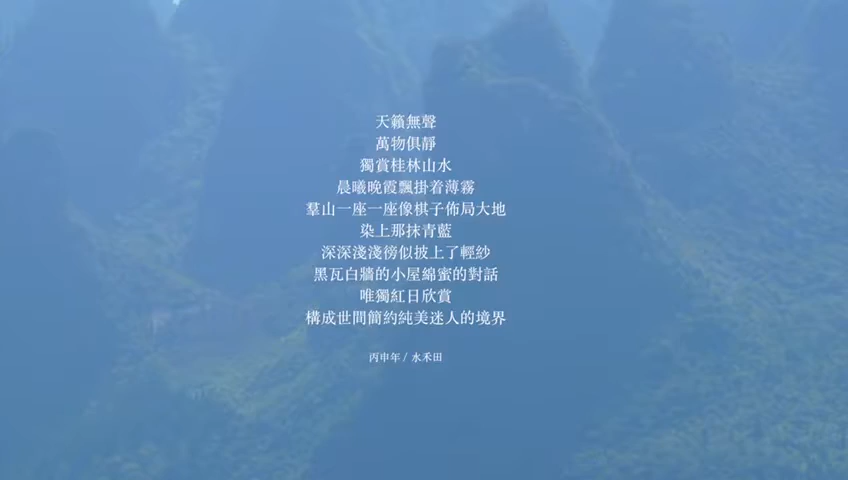 天籟無聲
萬物俱靜
獨賞桂林山水
晨曦晚霞飄掛着薄霧
羣山一座一座像棋子佈局大地
染上那抹青藍
深深淺淺徬似披上了輕紗
黑瓦白牆的小屋綿蜜的對話
唯獨紅日欣賞
構成世間簡約純美迷人的境界
丙申年 / 水禾田